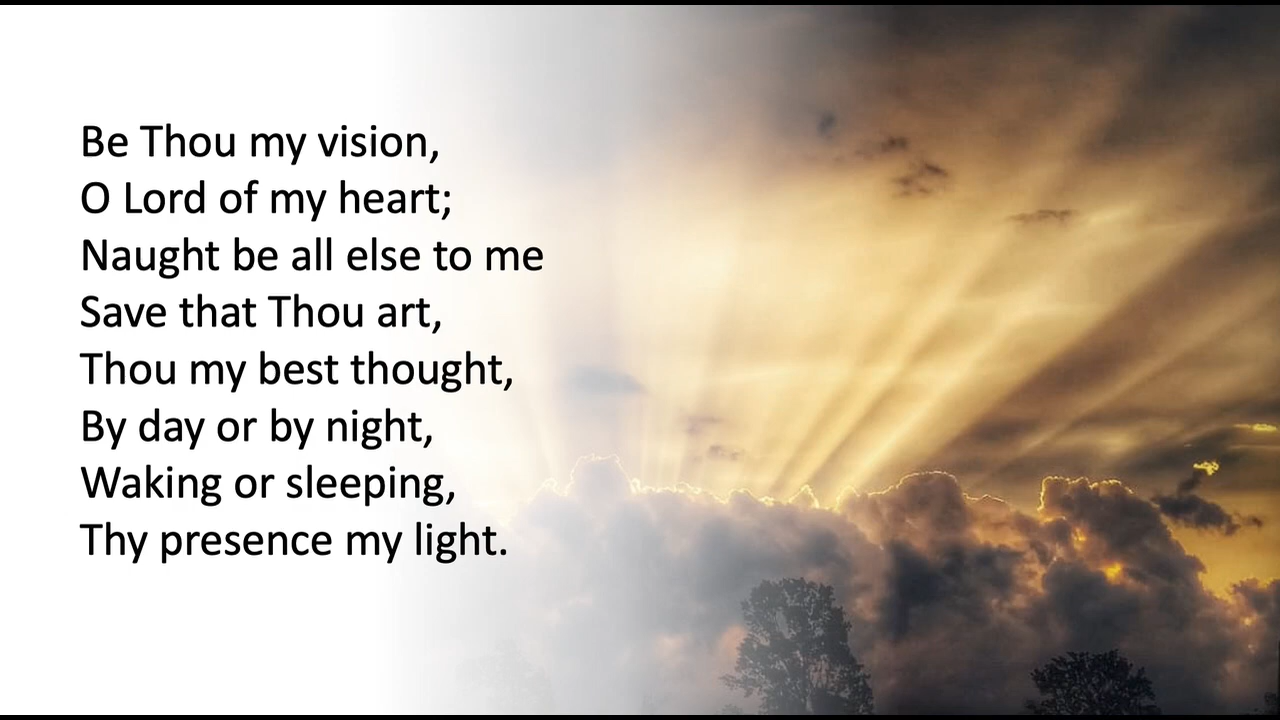 Be Thou my vision,
O Lord of my heart;
Naught be all else to me
Save that Thou art,
Thou my best thought,
By day or by night,
Waking or sleeping,
Thy presence my light.